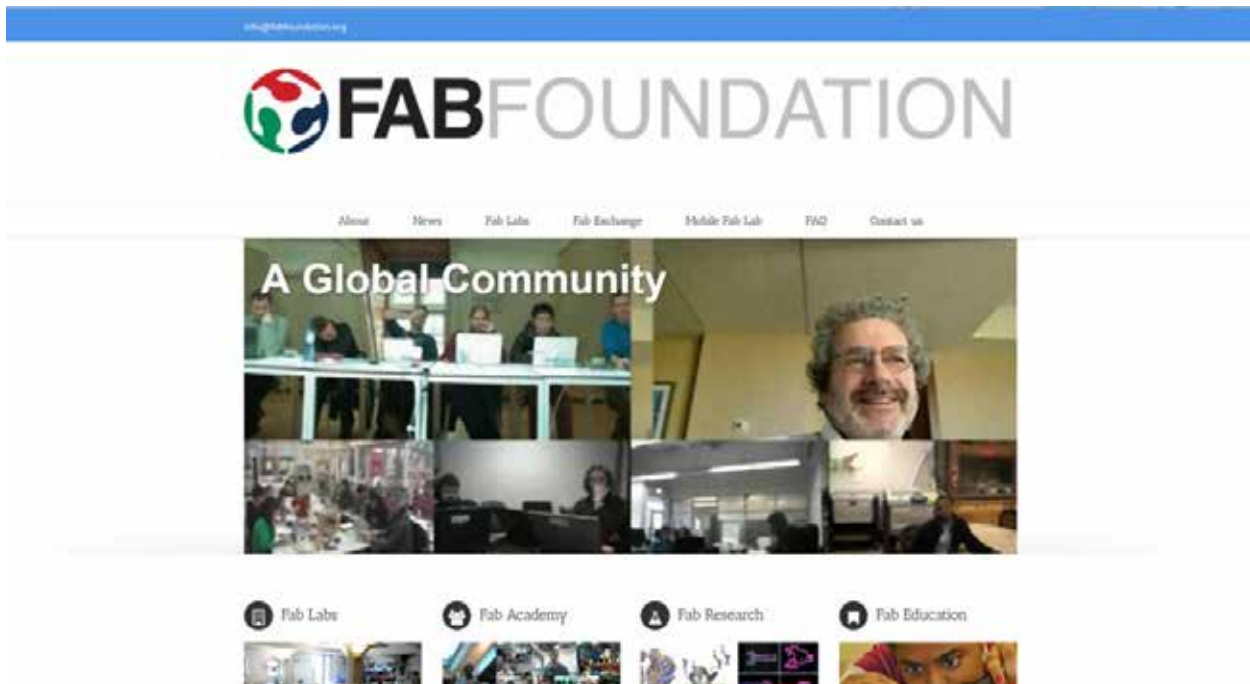 info@fabfoundation.org
FABFOUNDATION
About News Fab Labs Fab Exchange Mobile Fab Lab FAQ Contact us
A Global Community
Fab Labs Fab Academy Fab Research Fab Education